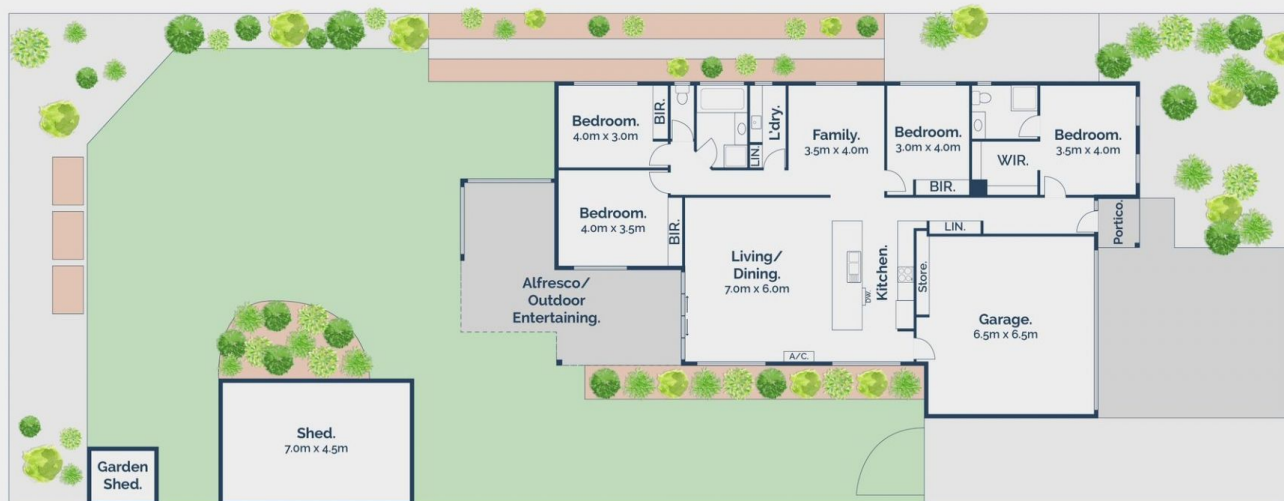 Bedroom.
4.0m x 3.0m
BIR.
LIN.
L'dry.
Family.
3.5m x 4.0m
Bedroom.
3.0m x 4.0m
BIR.
WIR.
Bedroom.
3.5m x 4.0m
Bedroom.
4.0m x 3.5m
BIR.
Living/
Dining.
7.0m x 6.0m
DW.
Kitchen.
A/C.
LIN.
Store.
Portico.
Garage.
6.5m x 6.5m
Alfresco/
Outdoor
Entertaining.
Shed.
7.0m x 4.5m
Garden
Shed.